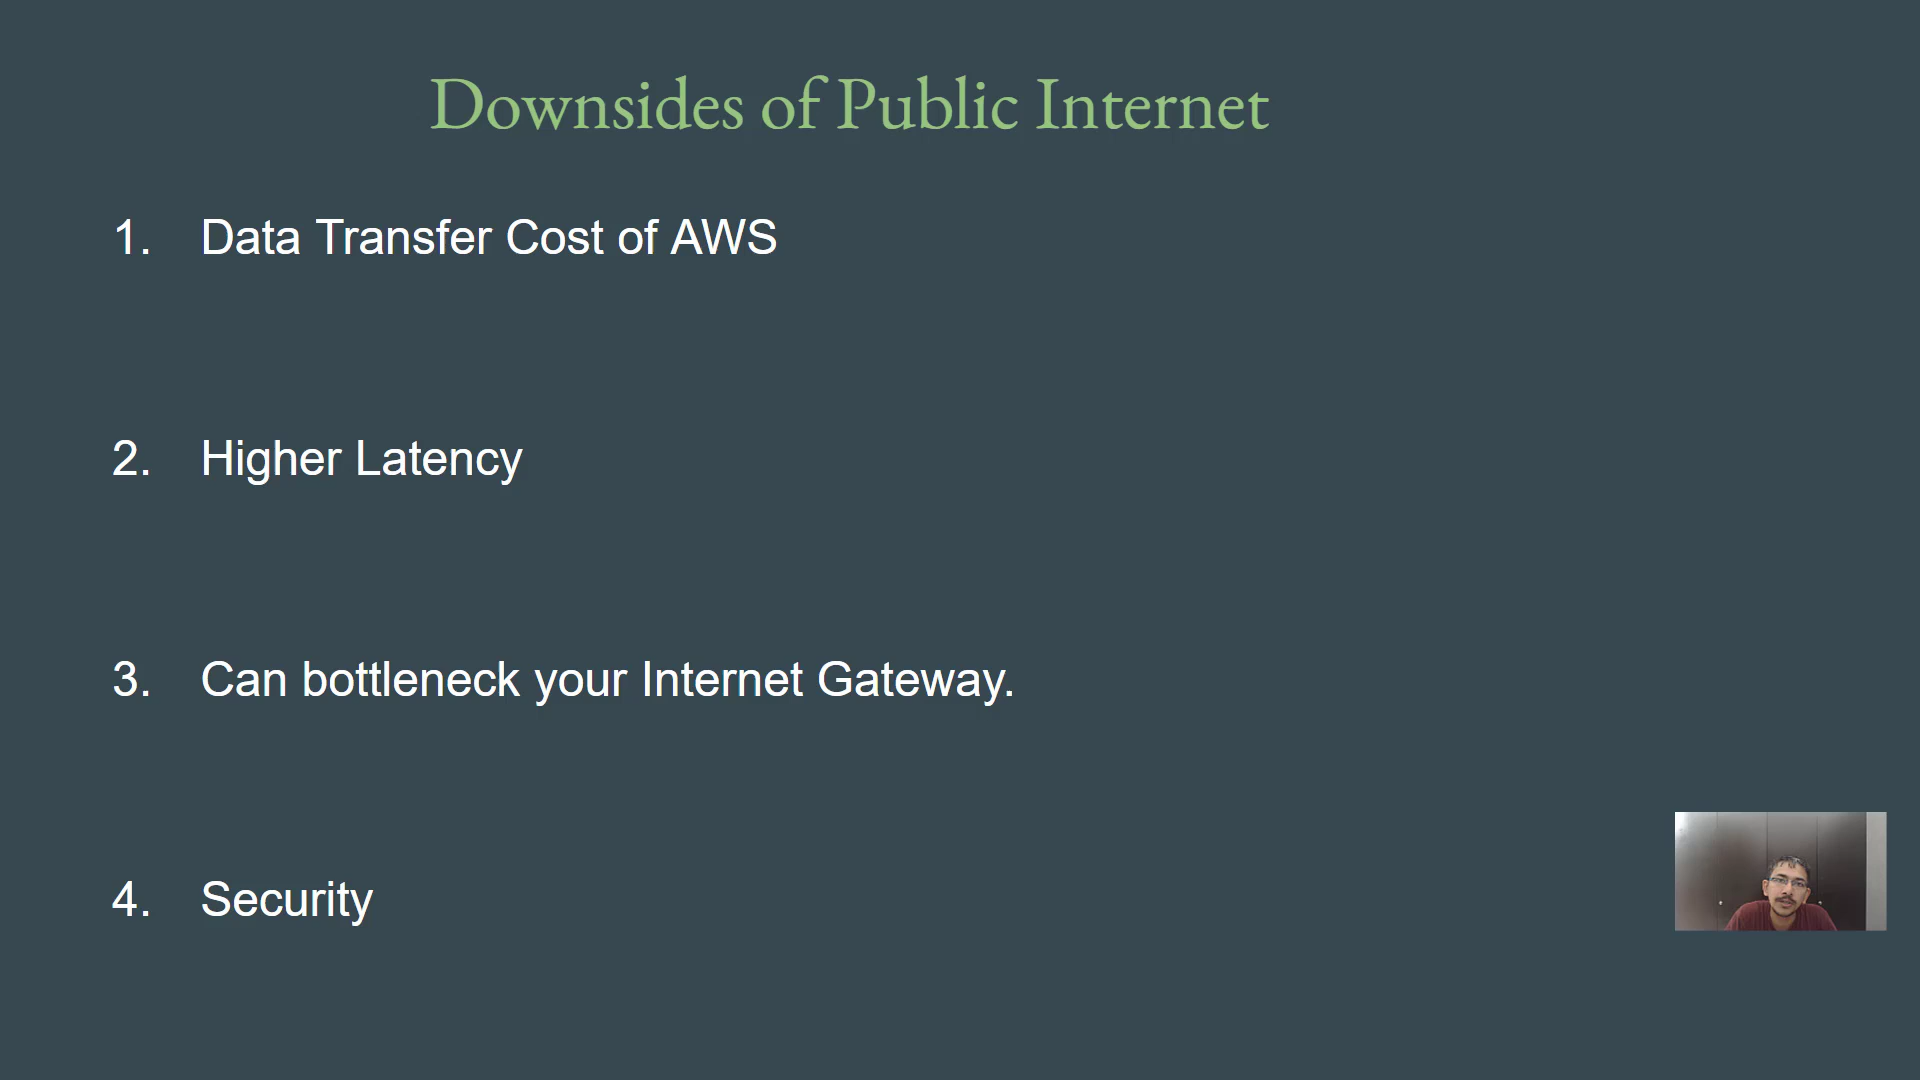 Downsides of Public Internet
1. Data Transfer Cost of AWS
2. Higher Latency
3. Can bottleneck your Internet Gateway.
4. Security